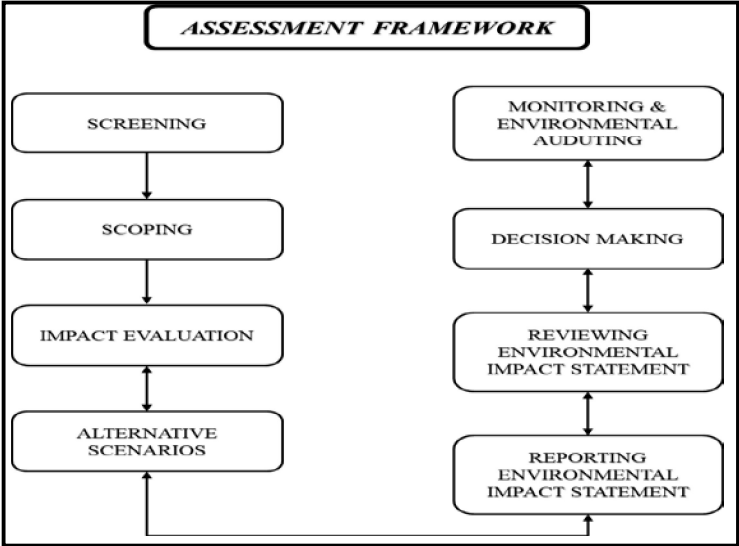 ASSESSMENT FRAMEWORK
SCREENING
SCOPING
IMPACT EVALUATION
ALTERNATIVE
SCENARIOS
MONITORING &
ENVIRONMENTAL
AUDUTING
DECISION MAKING
REVIEWING
ENVIRONMENTAL
IMPACT STATEMENT
REPORTING
ENVIRONMENTAL
IMPACT STATEMENT